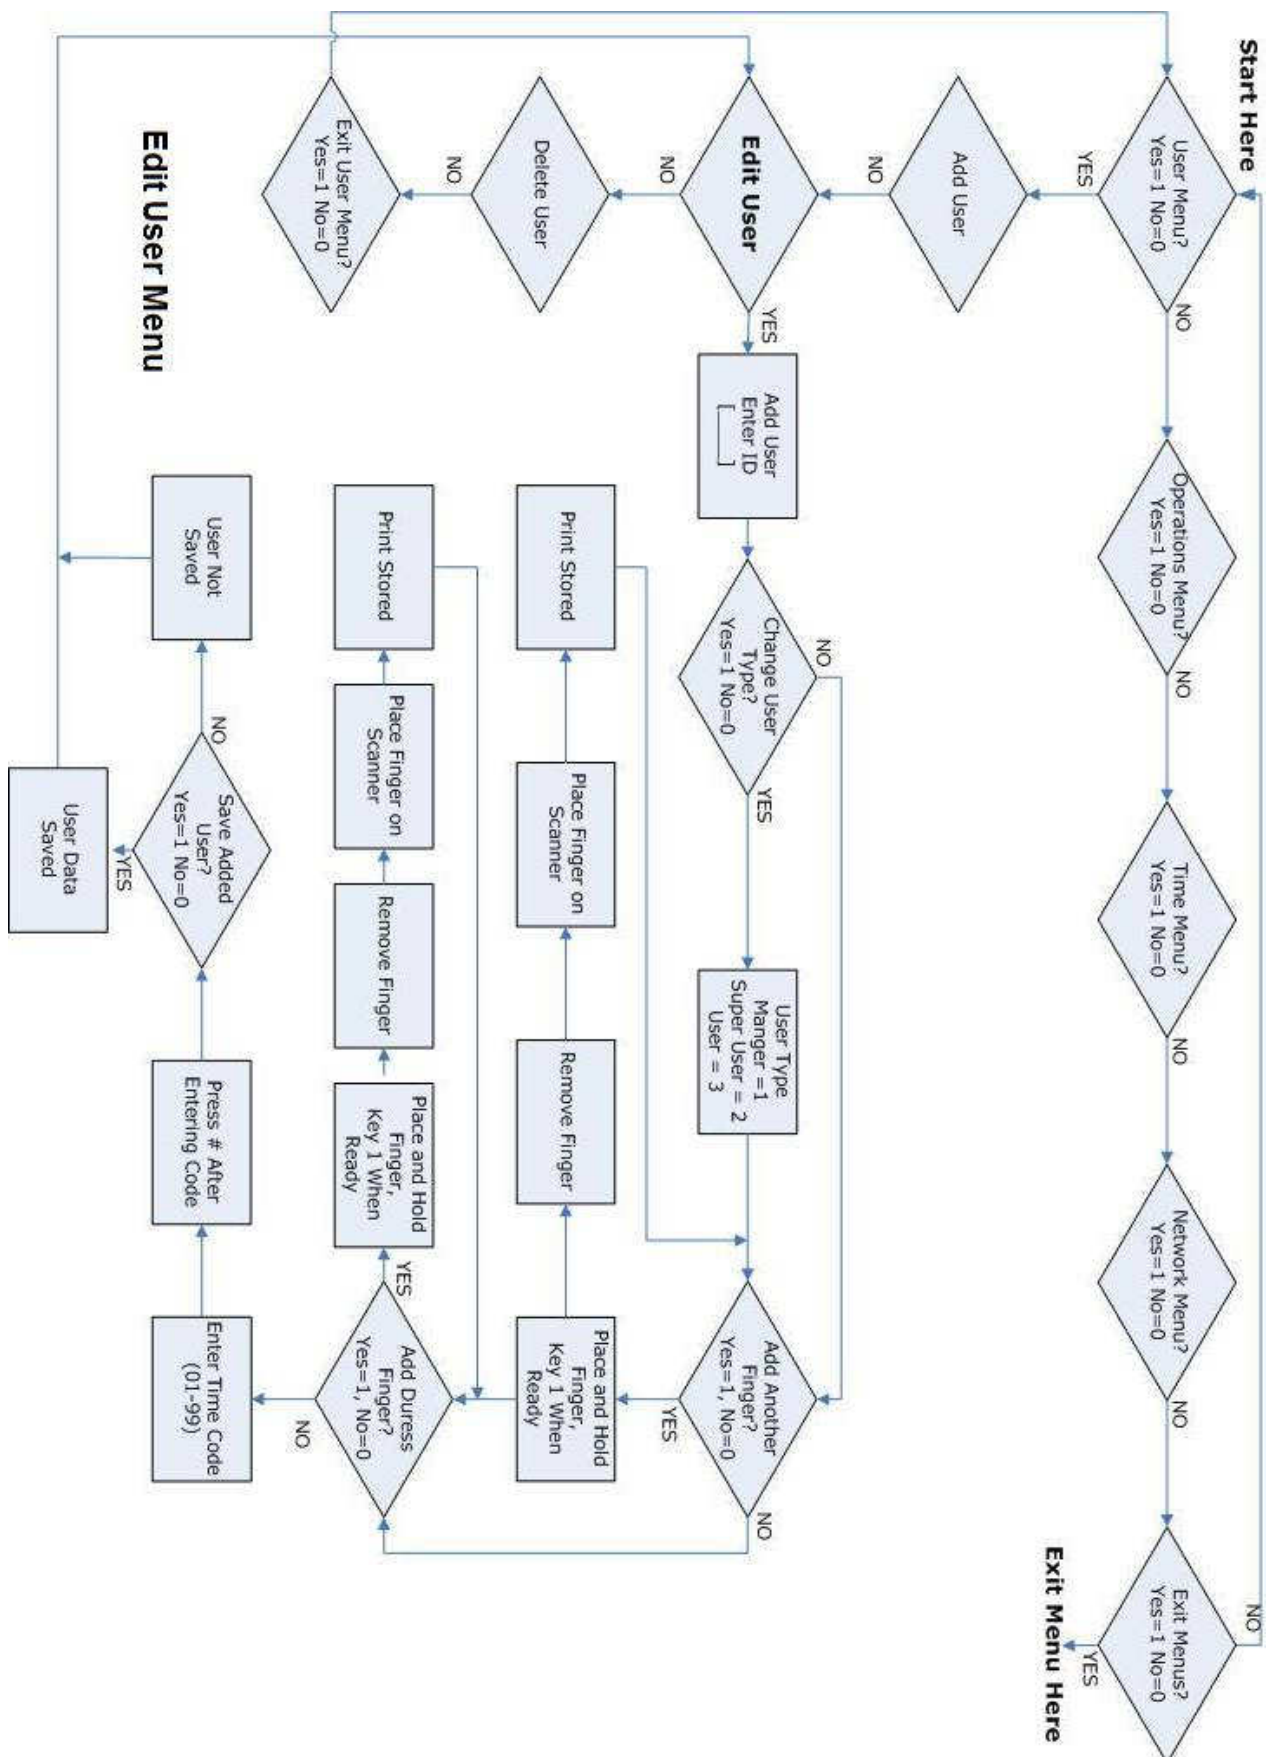 Start Here
User Menu?
Yes=1 No=0
NO
Operations Menu?
Yes=1 No=0
NO
Time Menu?
Yes=1 No=0
NO
Network Menu?
Yes=1 No=0
NO
Exit Menus?
Yes=1 No=0
NO
YES
Exit Menu Here
YES
Add User
NO
Edit User
YES
Add User
Enter ID
[____]
Change User
Type?
Yes=1 No=0
NO
YES
User Type
Manger =1
Super User = 2
User = 3
Add Another
Finger?
Yes=1, No=0
NO
YES
NO
Delete User
Print Stored
Place Finger on
Scanner
Remove Finger
Place and Hold
Finger,
Key 1 When
Ready
NO
Exit User Menu?
Yes=1 No=0
Print Stored
Place Finger on
Scanner
Remove Finger
Place and Hold
Finger,
Key 1 When
Ready
YES
Add Duress
Finger?
Yes=1, No=0
NO
Edit User Menu
User Not
Saved
NO
Save Added
User?
Yes=1 No=0
YES
Press # After
Entering Code
Enter Time Code
(01-99)
User Data
Saved